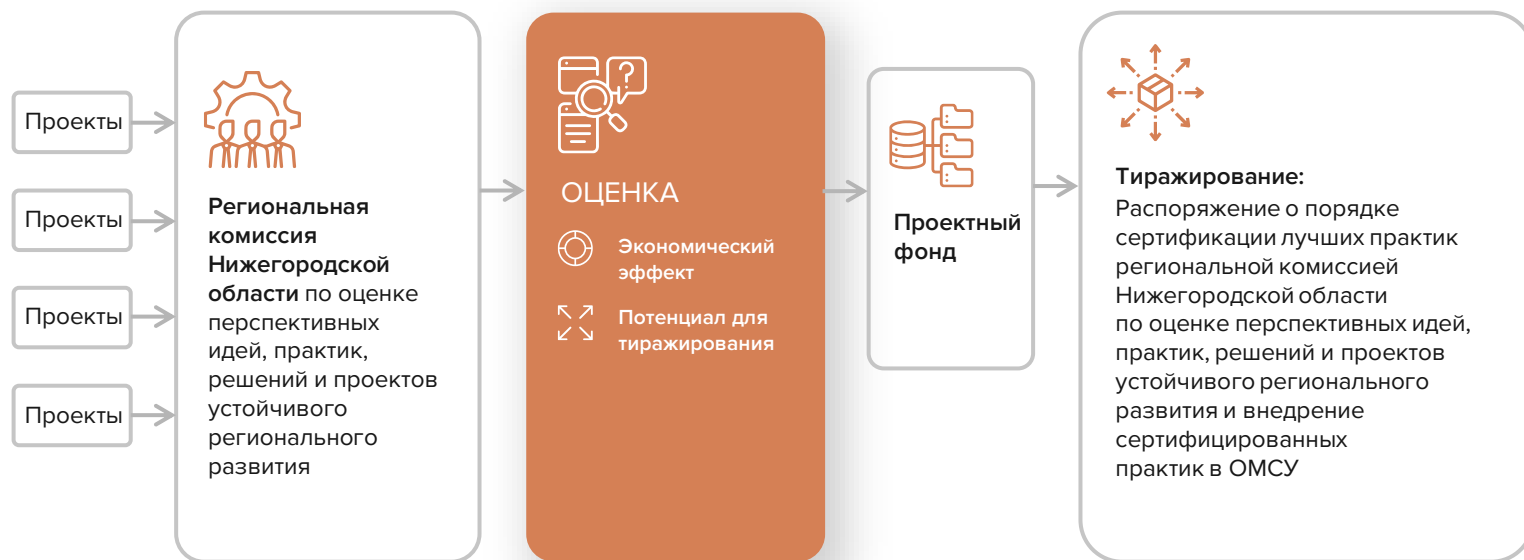 Проекты
Проекты
Проекты
Проекты
Региональная
комиссия
Нижегородской
области по оценке
перспективных
идей, практик,
решений и проектов
устойчивого
регионального
развития
?
ОЦЕНКА
Экономический
эффект
Потенциал для
тиражирования
Проектный
фонд
Тиражирование:
Распоряжение о порядке
сертификации лучших практик
региональной комиссией
Нижегородской области
по оценке перспективных идей,
практик, решений и проектов
устойчивого регионального
развития и внедрение
сертифицированных
практик в ОМСУ